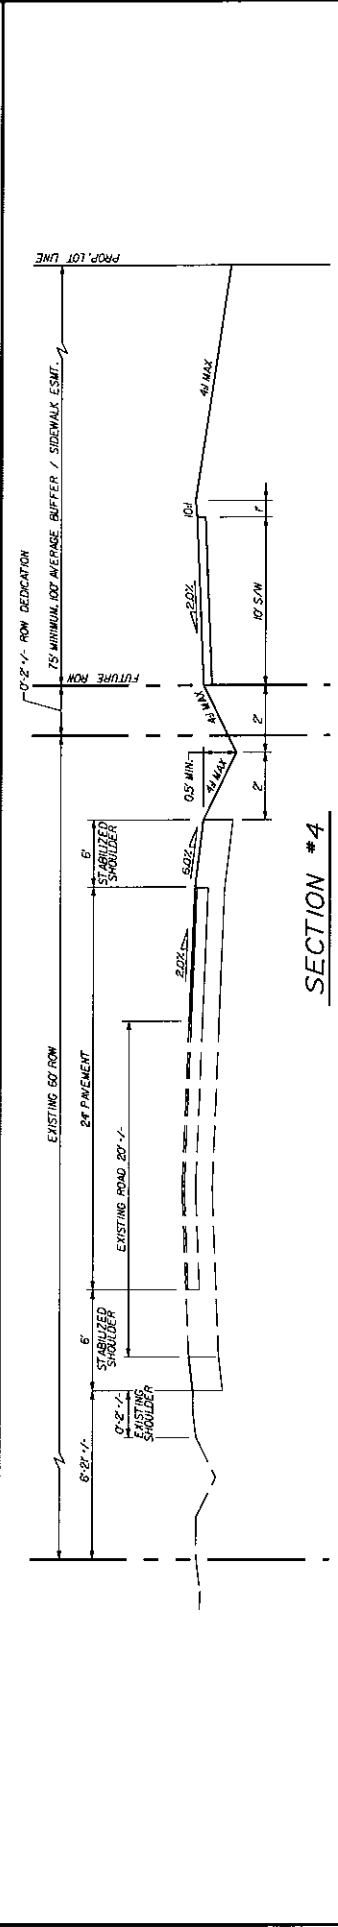 0'-2' +/- ROW DEDICATION
EXISTING 60' ROW
75' MINIMUM, 100' AVERAGE BUFFER / SIDEWALK ESMT.
PROP. LOT LINE
FUTURE ROW
6'-21' +/-
6'
STABILIZED
SHOULDER
24' PAVEMENT
6'
STABILIZED
SHOULDER
0'-2' +/-
EXISTING
SHOULDER
EXISTING ROAD 20' +/-
2.0%
6.0%
0.5' MIN.
4:1 MAX
4:1 MAX
2.0%
10:1
4:1 MAX
2'
2'
10' S/W
1'
SECTION #4